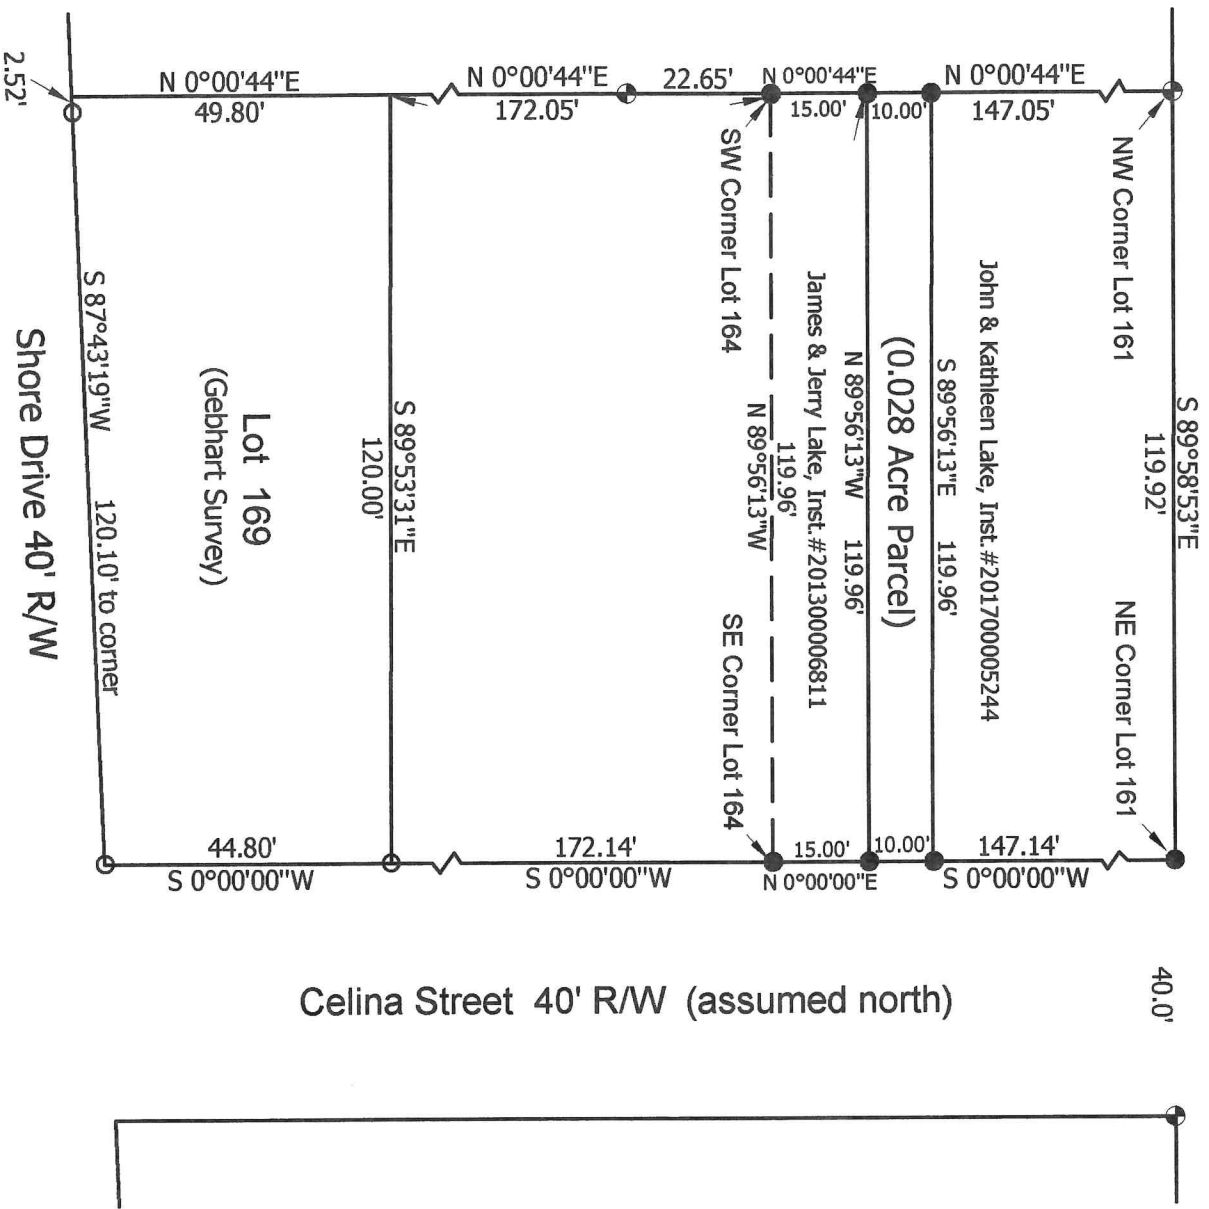 N 0°00'44"E
49.80'
N 0°00'44"E
172.05'
22.65'
N 0°00'44"E
15.00'
10.00'
N 0°00'44"E
147.05'
2.52'
NW Corner Lot 161
S 89°58'53"E
119.92'
NE Corner Lot 161
John & Kathleen Lake, Inst.#201700005244
S 89°56'13"E 119.96'
(0.028 Acre Parcel)
N 89°56'13"W 119.96'
James & Jerry Lake, Inst.#201300006811
119.96'
N 89°56'13"W
SW Corner Lot 164
SE Corner Lot 164
S 89°53'31"E
120.00'
Lot 169
(Gebhart Survey)
S 87°43'19"W 120.10' to corner
Shore Drive 40' R/W
44.80'
S 0°00'00"W
172.14'
S 0°00'00"W
15.00'
N 0°00'00"E
10.00'
147.14'
S 0°00'00"W
40.0'
Celina Street 40' R/W (assumed north)